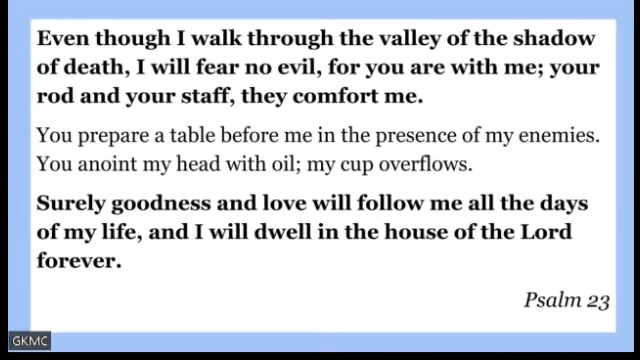 Even though I walk through the valley of the shadow
of death, I will fear no evil, for you are with me; your
rod and your staff, they comfort me.
You prepare a table before me in the presence of my enemies.
You anoint my head with oil; my cup overflows.
Surely goodness and love will follow me all the days
of my life, and I will dwell in the house of the Lord
forever.
Psalm 23
GKMC